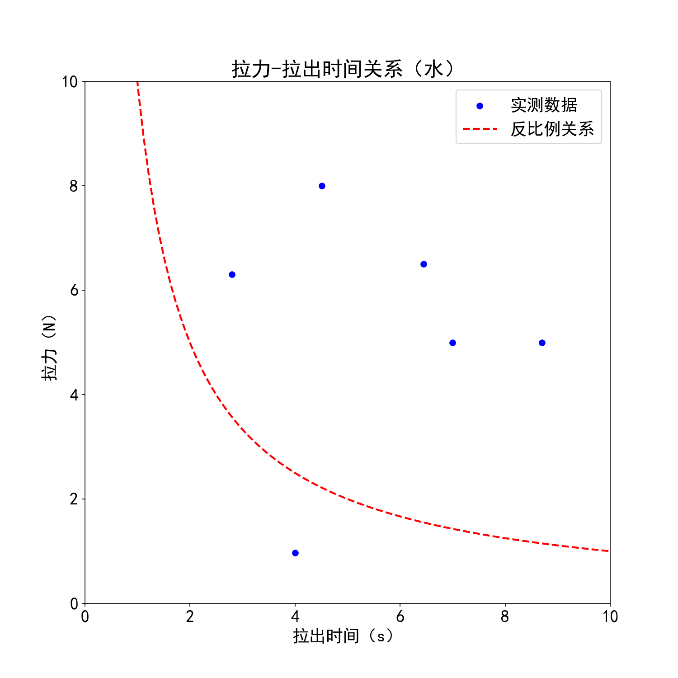 拉力-拉出时间关系（水）
实测数据
反比例关系
拉力（N）
10
8
6
4
2
0
0 2 4 6 8 10
拉出时间（s）